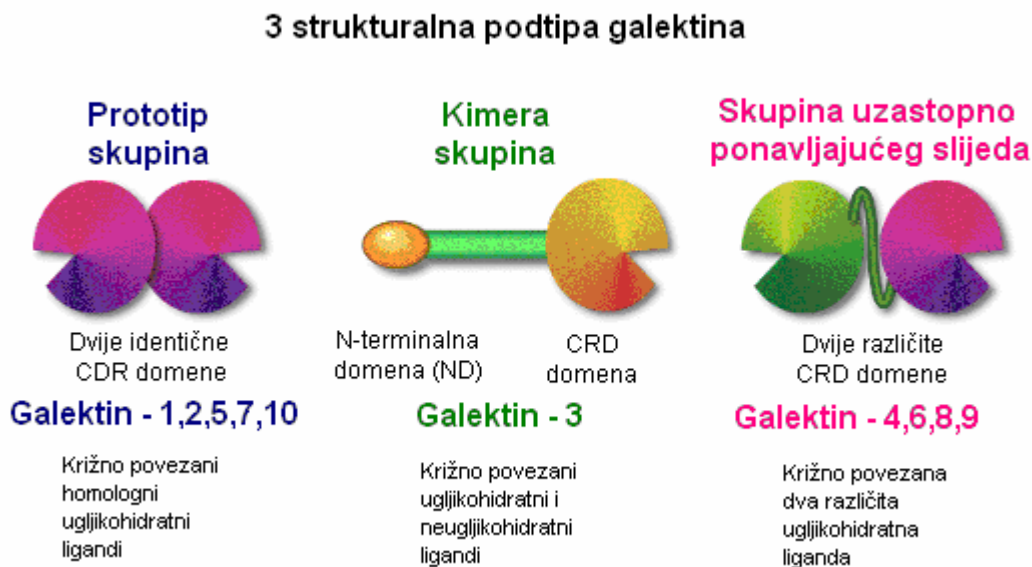 3 strukturalna podtipa galektina
Prototip
skupina
Dvije identične
CDR domene
Galektin - 1,2,5,7,10
Križno povezani
homologni
ugljikohidratni
ligandi
Kimera
skupina
N-terminalna
domena (ND)
CRD
domena
Galektin - 3
Križno povezani
ugljikohidratni i
neugljikohidratni
ligandi
Skupina uzastopno
ponavljajućeg slijeda
Dvije različite
CRD domene
Galektin - 4,6,8,9
Križno povezana
dva različita
ugljikohidratna
liganda